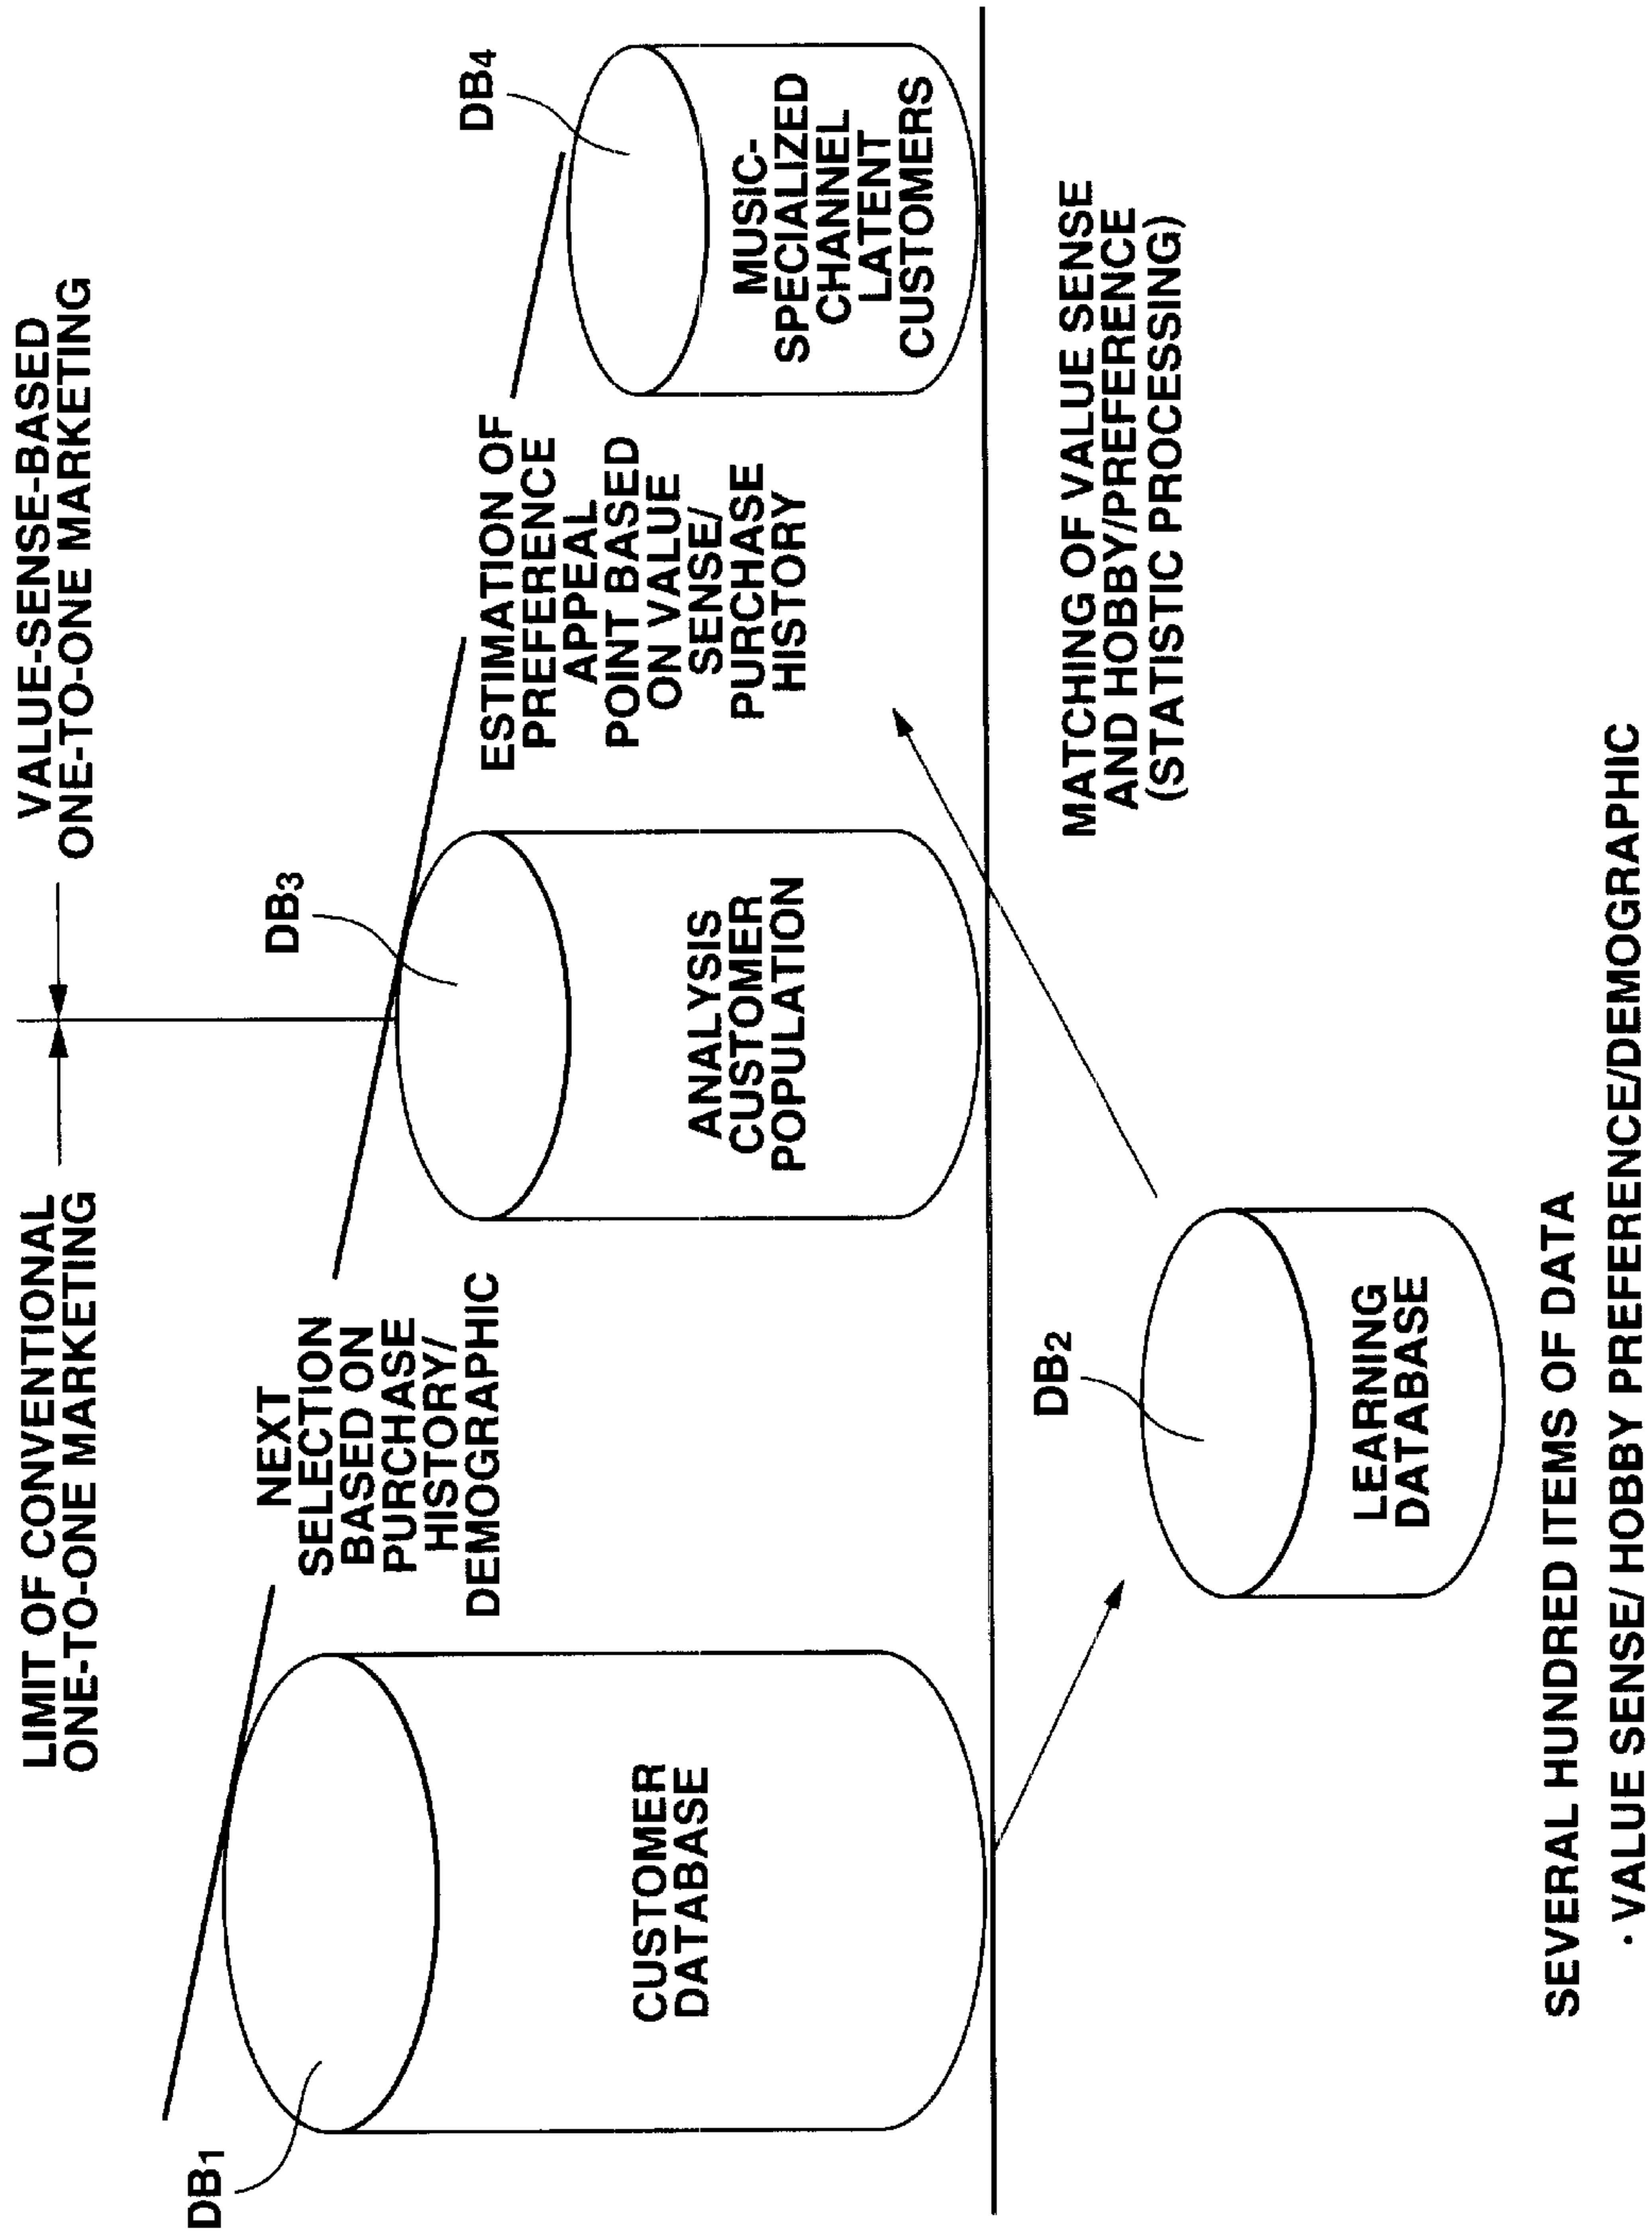 LIMIT OF CONVENTIONAL
ONE-TO-ONE MARKETING
VALUE-SENSE-BASED
ONE-TO-ONE MARKETING
DB1
CUSTOMER
DATABASE
NEXT
SELECTION
BASED ON
PURCHASE
HISTORY/
DEMOGRAPHIC
DB3
ANALYSIS
CUSTOMER
POPULATION
ESTIMATION OF
PREFERENCE
APPEAL
POINT BASED
ON VALUE
SENSE/
PURCHASE
HISTORY
DB4
MUSIC-
SPECIALIZED
CHANNEL
LATENT
CUSTOMERS
DB2
LEARNING
DATABASE
MATCHING OF VALUE SENSE
AND HOBBY/PREFERENCE
(STATISTIC PROCESSING)
SEVERAL HUNDRED ITEMS OF DATA
· VALUE SENSE/ HOBBY PREFERENCE/DEMOGRAPHIC